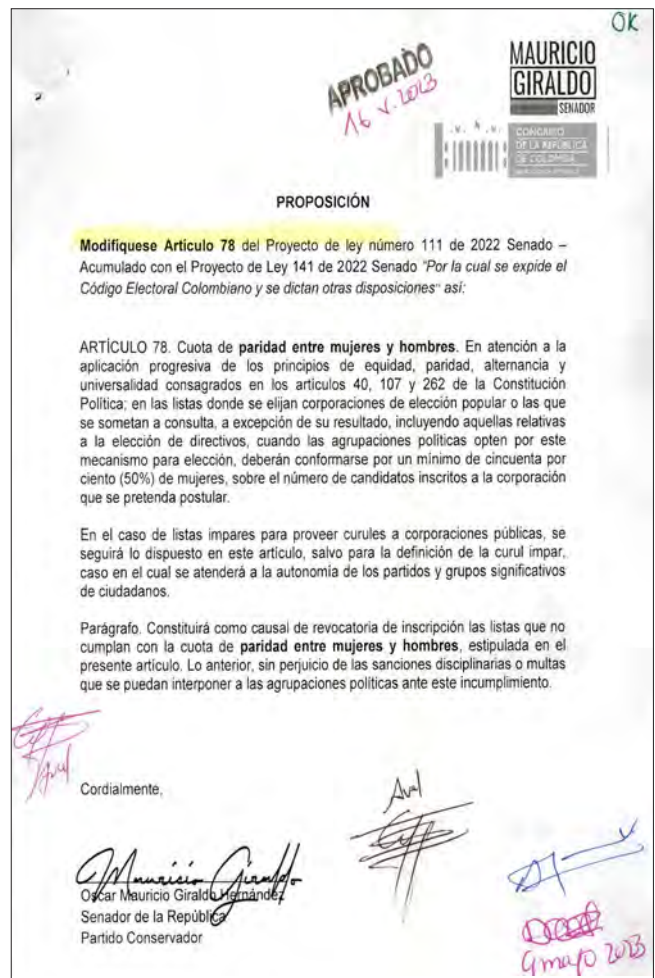 OK
APROBADO
16 V. 2023
MAURICIO
GIRALDO
SENADOR
CONGRESO
DE LA REPÚBLICA
DE COLOMBIA
PROPOSICIÓN
Modifíquese Artículo 78 del Proyecto de ley número 111 de 2022 Senado –
Acumulado con el Proyecto de Ley 141 de 2022 Senado "Por la cual se expide el
Código Electoral Colombiano y se dictan otras disposiciones" así:
ARTÍCULO 78. Cuota de paridad entre mujeres y hombres. En atención a la
aplicación progresiva de los principios de equidad, paridad, alternancia y
universalidad consagrados en los artículos 40, 107 y 262 de la Constitución
Política; en las listas donde se elijan corporaciones de elección popular o las que
se sometan a consulta, a excepción de su resultado, incluyendo aquellas relativas
a la elección de directivos, cuando las agrupaciones políticas opten por este
mecanismo para elección, deberán conformarse por un mínimo de cincuenta por
ciento (50%) de mujeres, sobre el número de candidatos inscritos a la corporación
que se pretenda postular.
En el caso de listas impares para proveer curules a corporaciones públicas, se
seguirá lo dispuesto en este artículo, salvo para la definición de la curul impar,
caso en el cual se atenderá a la autonomía de los partidos y grupos significativos
de ciudadanos.
Parágrafo. Constituirá como causal de revocatoria de inscripción las listas que no
cumplan con la cuota de paridad entre mujeres y hombres, estipulada en el
presente artículo. Lo anterior, sin perjuicio de las sanciones disciplinarias o multas
que se puedan interponer a las agrupaciones políticas ante este incumplimiento.
Aval
Cordialmente,
Aval
Mauricio Giraldo
Oscar Mauricio Giraldo Hernández
Senador de la República
Partido Conservador
9 mayo 2023